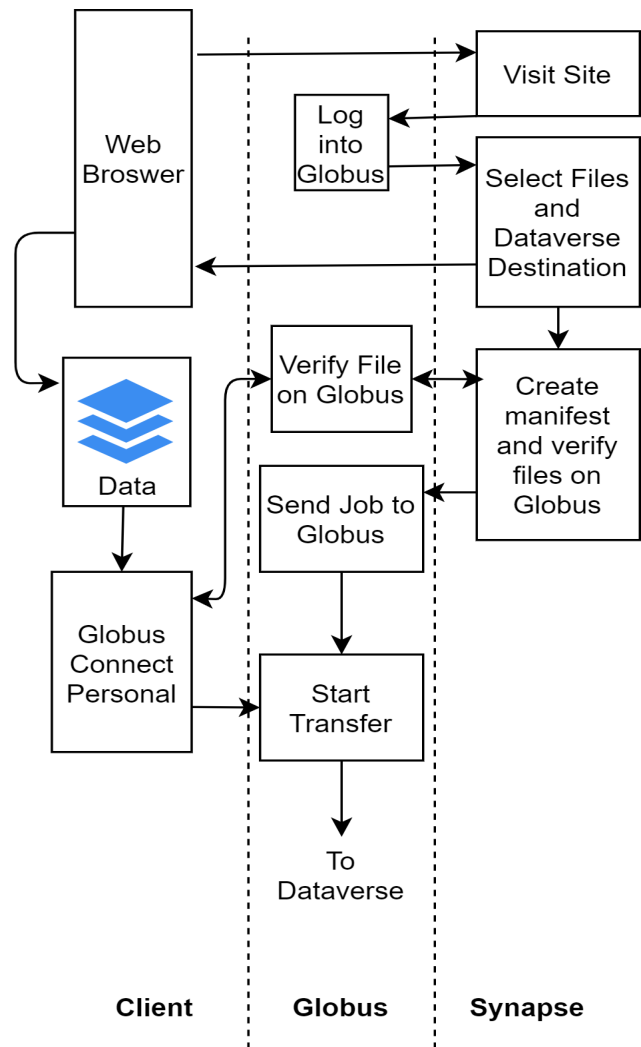 Web
Broswer
Visit Site
Log
into
Globus
Select Files
and
Dataverse
Destination
Verify File
on Globus
Create
manifest
and verify
files on
Globus
Data
Send Job to
Globus
Globus
Connect
Personal
Start
Transfer
To
Dataverse
Client
Globus
Synapse